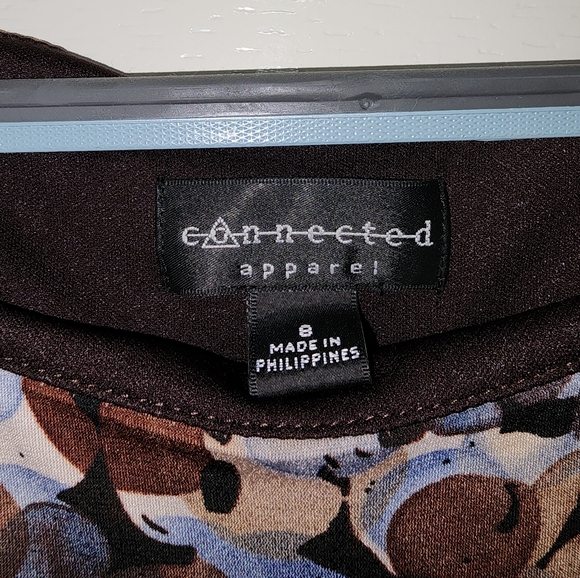 connected
apparel
8
MADE IN
PHILIPPINES